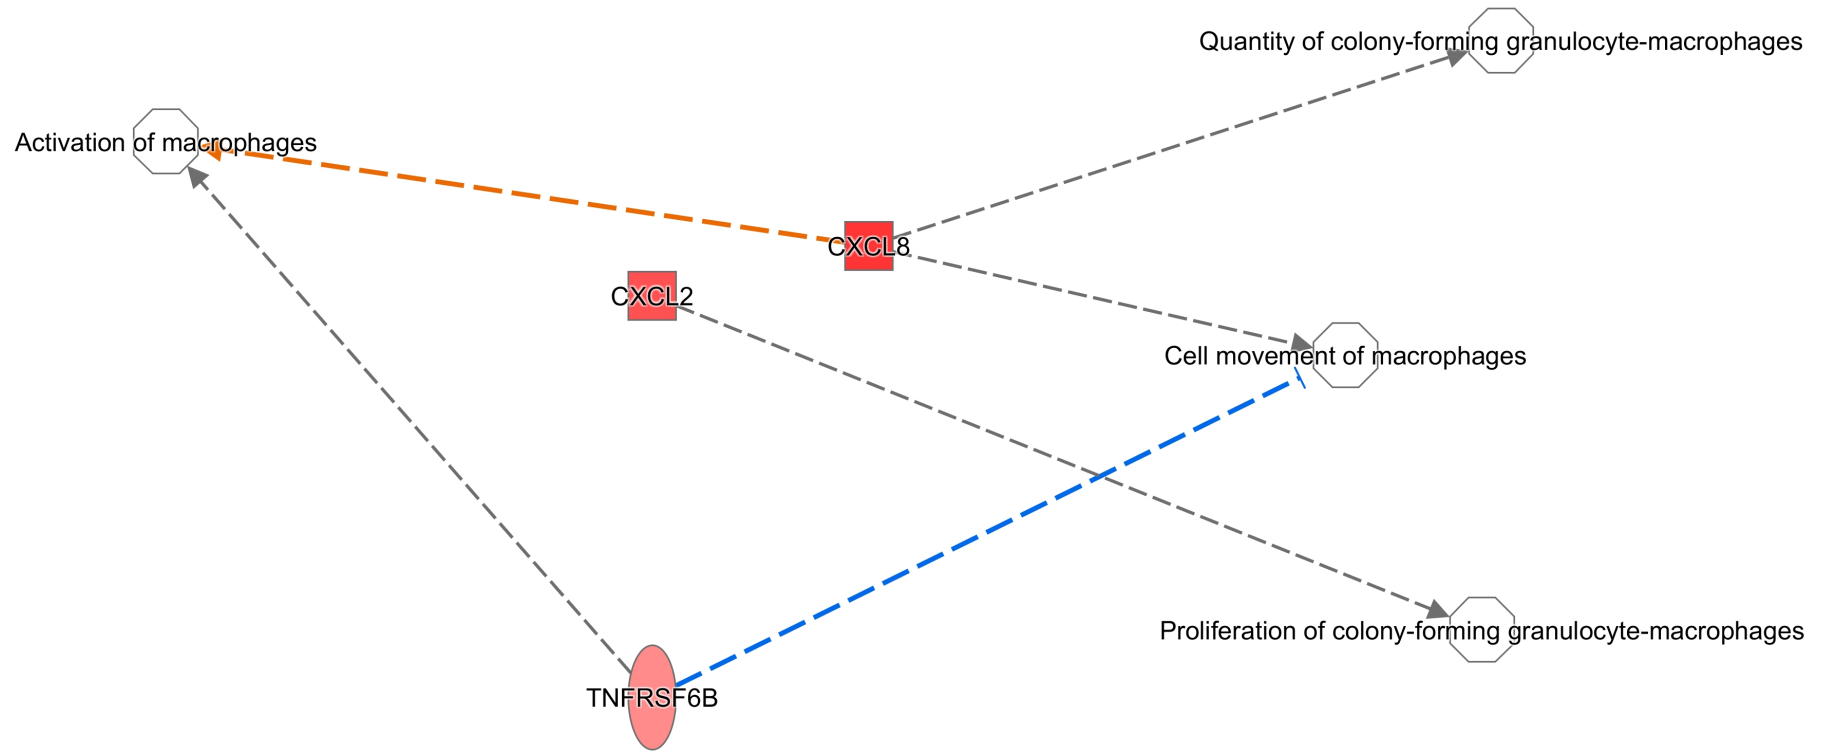 Quantity of colony-forming granulocyte-macrophages
Activation of macrophages
CXCL8
CXCL2
Cell movement of macrophages
Proliferation of colony-forming granulocyte-macrophages
TNFRSF6B